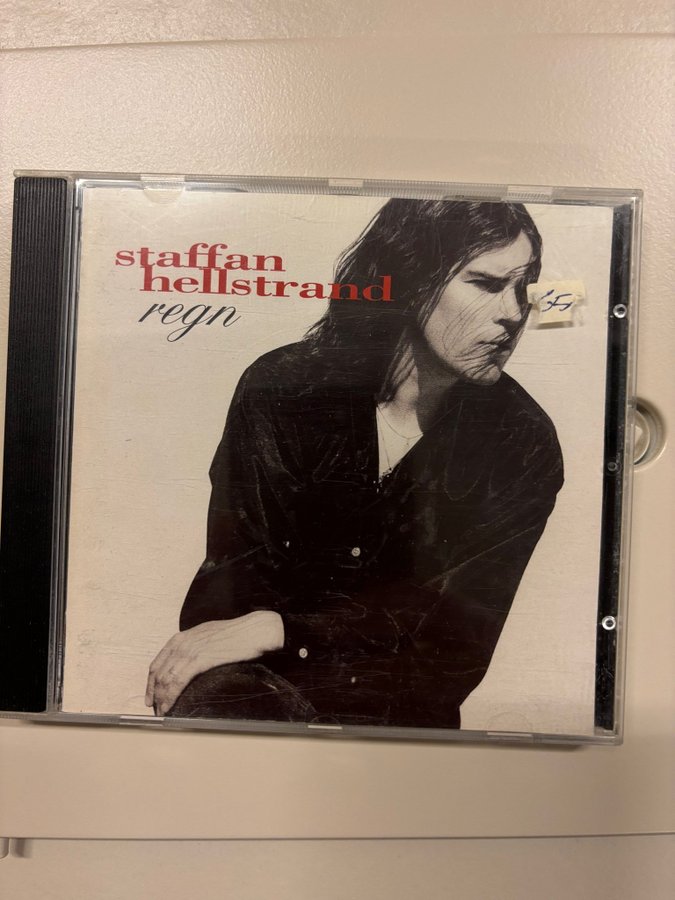 staffan
hellstrand
regn